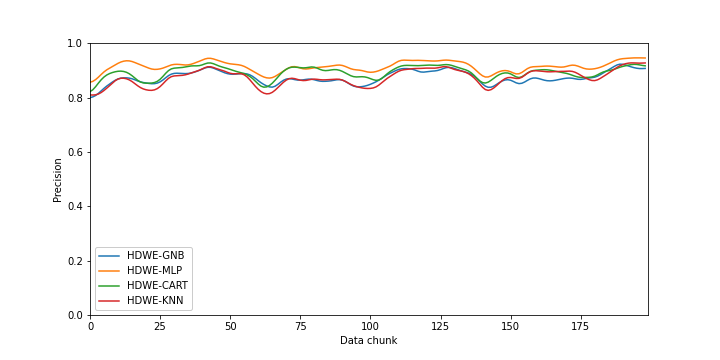 1.0
0.8
0.6
0.4
0.2
0.0
Precision
HDWE-GNB
HDWE-MLP
HDWE-CART
HDWE-KNN
0 25 50 75 100 125 150 175
Data chunk